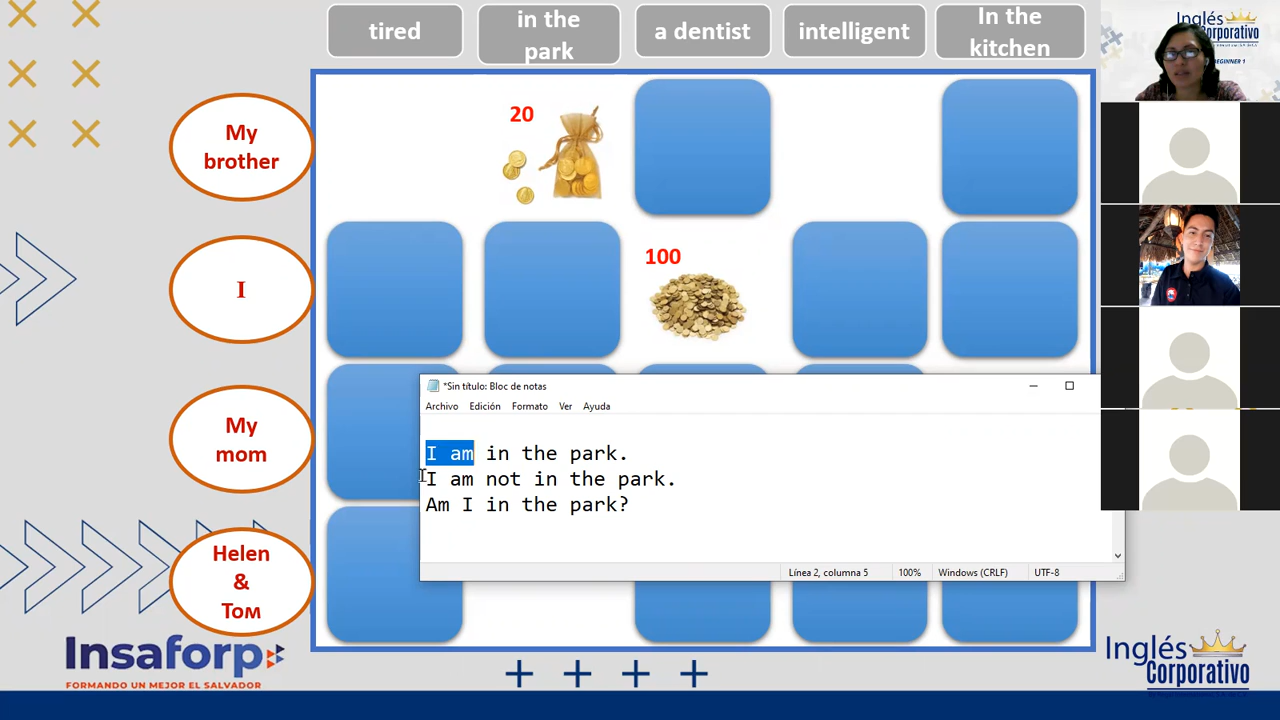 tired
in the
park
a dentist
intelligent
In the
kitchen
Inglés
Corporativo
BEGINNER 1
My
brother
20
I
100
*Sin título: Bloc de notas
Archivo Edición Formato Ver Ayuda
I am in the park.
I am not in the park.
Am I in the park?
Línea 2, columna 5 100% Windows (CRLF) UTF-8
My
mom
Helen
&
Tom
Insaforp
FORMANDO UN MEJOR EL SALVADOR
Inglés
Corporativo